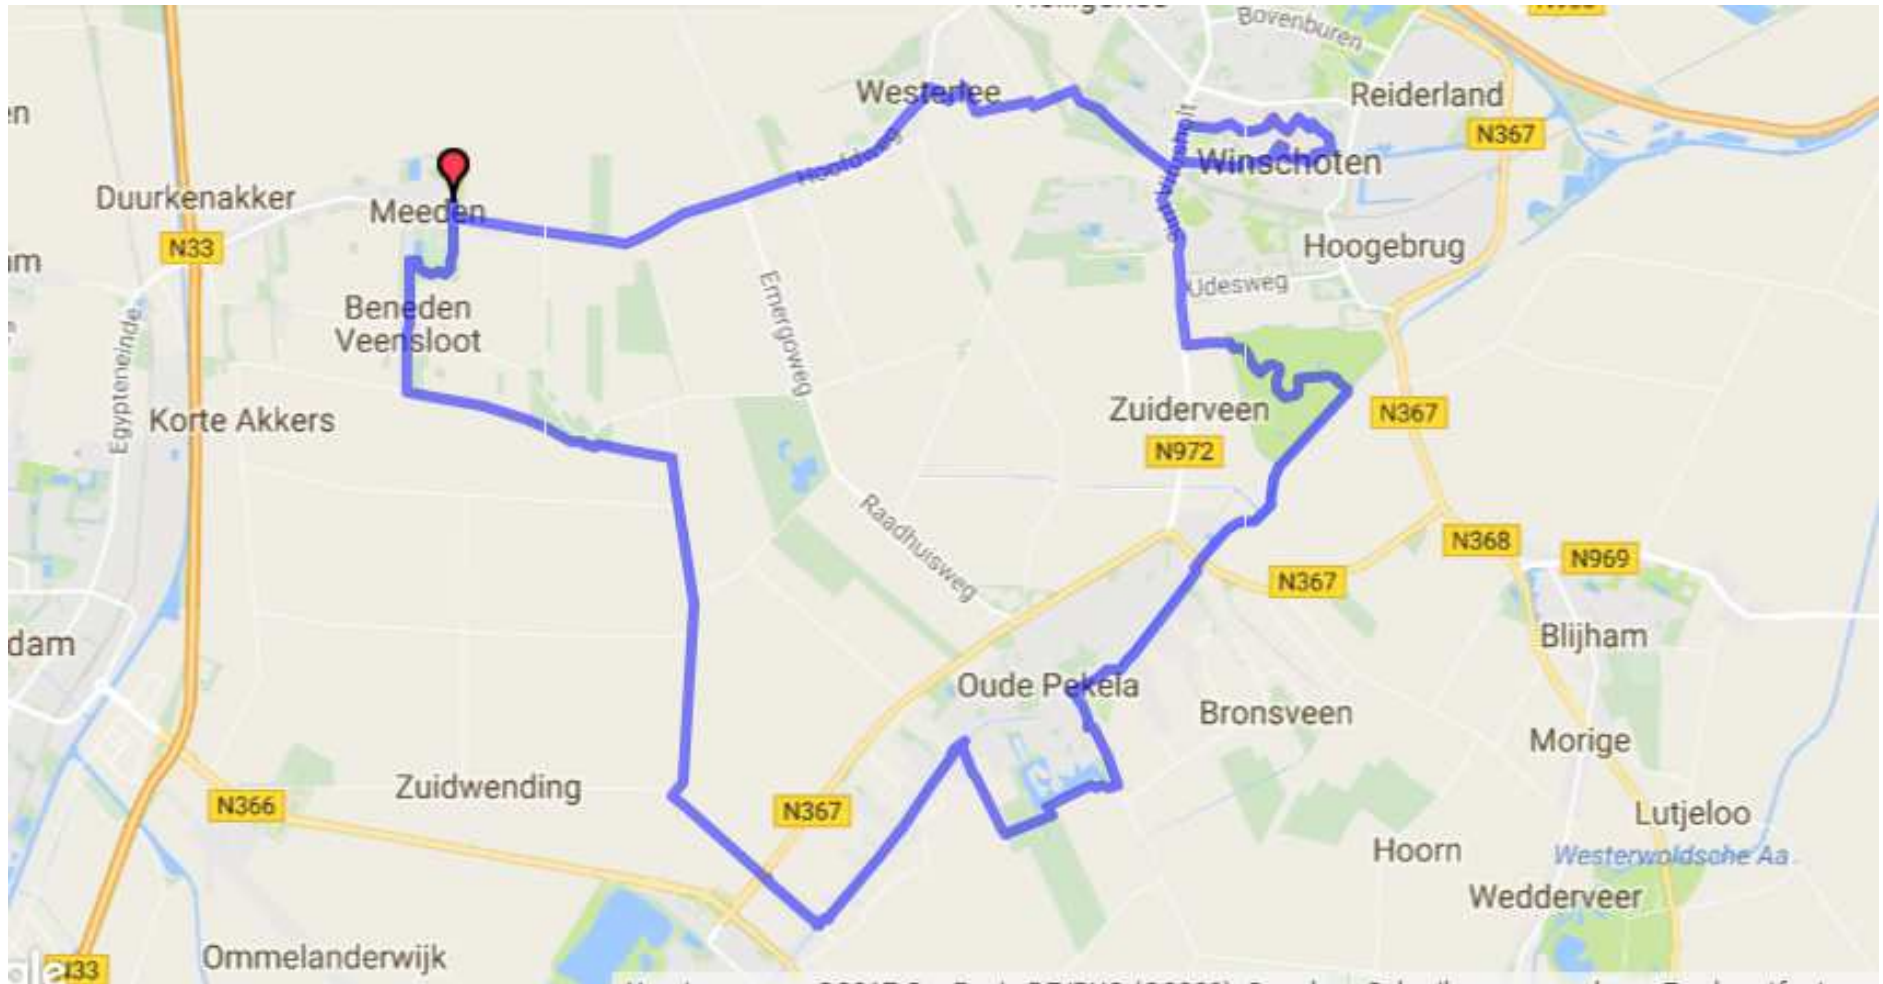 Bovenburen
Westerlee
Reiderland
N367
Winschoten
Hoofdweg
Duurkenakker
Meeden
N33
Hoogebrug
Udesweg
Beneden
Veensloot
Emergoweg
Egypteneinde
Korte Akkers
Zuiderveen
N367
N972
Raadhuisweg
N368
N969
N367
dam
Blijham
Oude Pekela
Bronsveen
Morige
Zuidwending
N366
N367
Lutjeloo
Hoorn
Westerwoldsche Aa
Wedderveer
Ommelanderwijk
N33